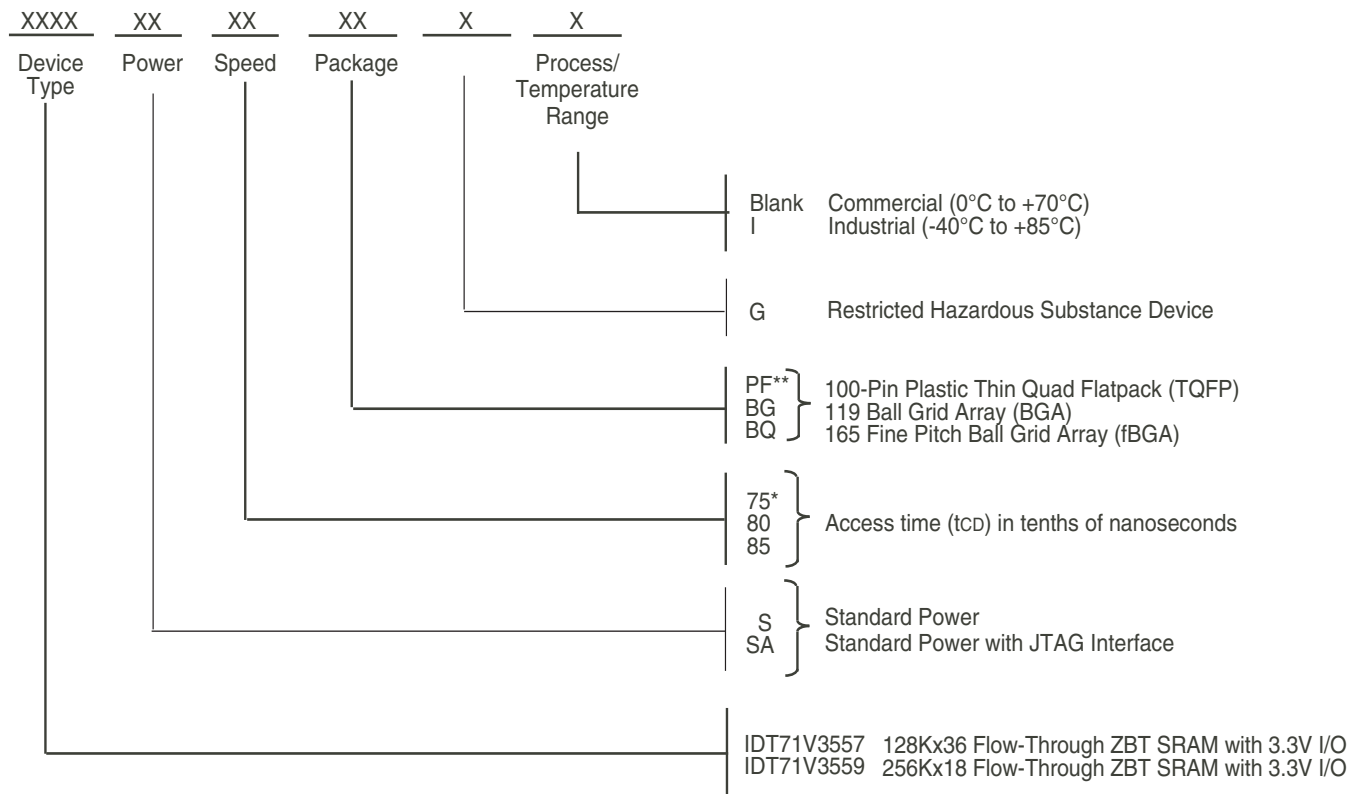 XXXX XX XX XX X X
Device Type Power Speed Package Process/ Temperature Range
Blank Commercial (0°C to +70°C)
I Industrial (-40°C to +85°C)
G Restricted Hazardous Substance Device
PF** 100-Pin Plastic Thin Quad Flatpack (TQFP)
BG 119 Ball Grid Array (BGA)
BQ 165 Fine Pitch Ball Grid Array (fBGA)
75*
80 Access time (tCD) in tenths of nanoseconds
85
S Standard Power
SA Standard Power with JTAG Interface
IDT71V3557 128Kx36 Flow-Through ZBT SRAM with 3.3V I/O
IDT71V3559 256Kx18 Flow-Through ZBT SRAM with 3.3V I/O